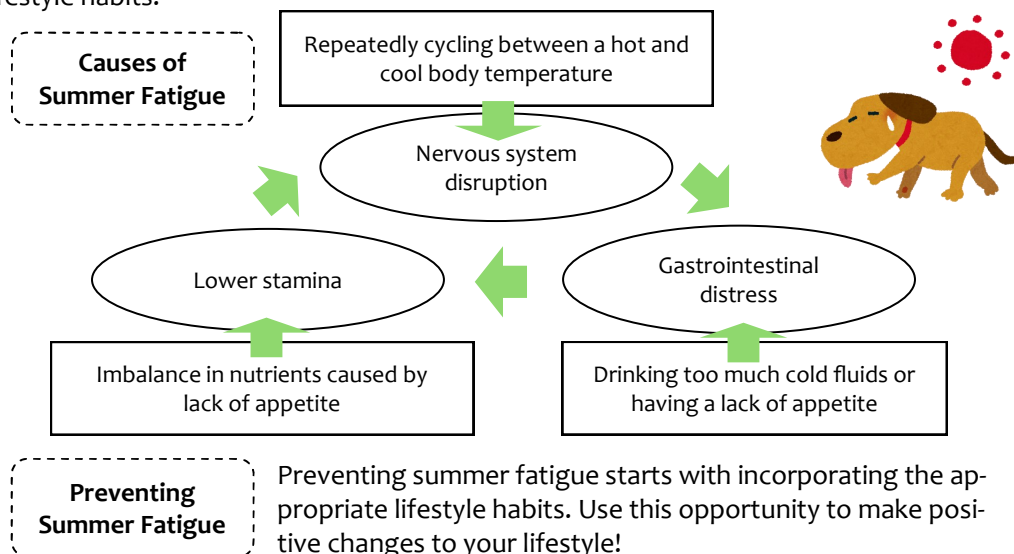 festyle habits.
Causes of
Summer Fatigue
Repeatedly cycling between a hot and
cool body temperature
Nervous system
disruption
Lower stamina
Gastrointestinal
distress
Imbalance in nutrients caused by
lack of appetite
Drinking too much cold fluids or
having a lack of appetite
Preventing
Summer Fatigue
Preventing summer fatigue starts with incorporating the ap-
propriate lifestyle habits. Use this opportunity to make posi-
tive changes to your lifestyle!